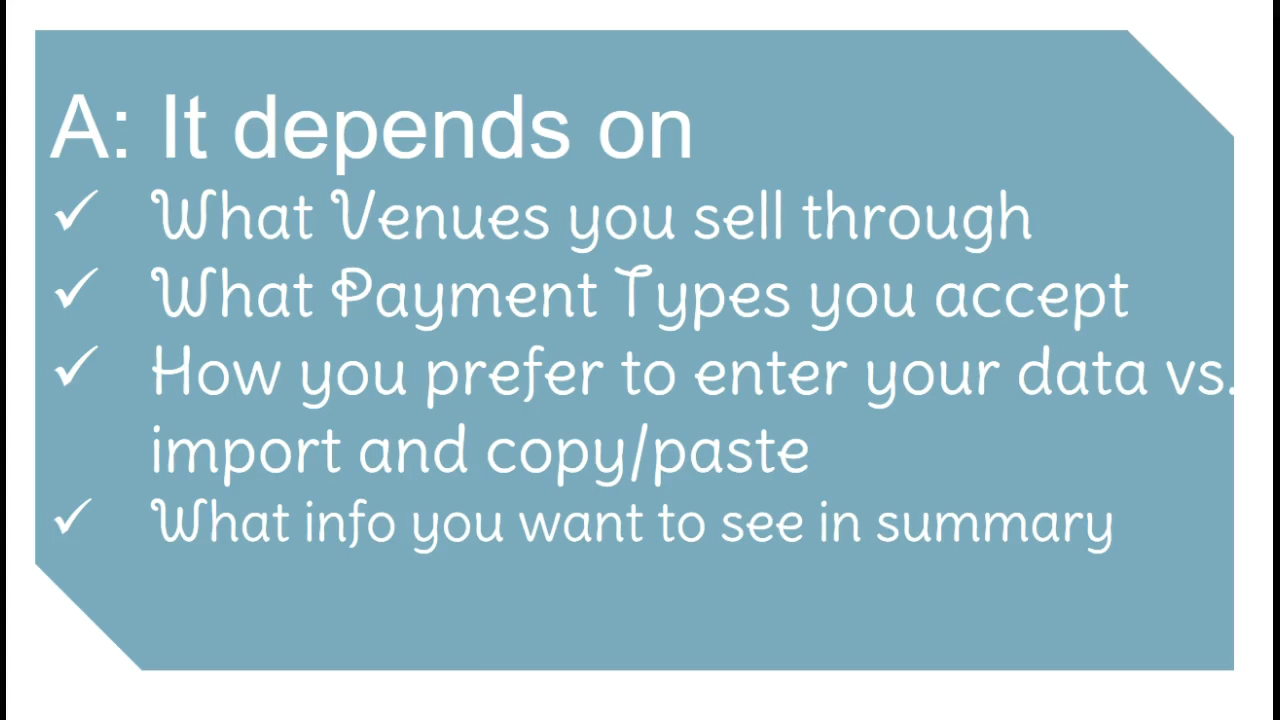 A: It depends on
✓ What Venues you sell through
✓ What Payment Types you accept
✓ How you prefer to enter your data vs.
import and copy/paste
✓ What info you want to see in summary